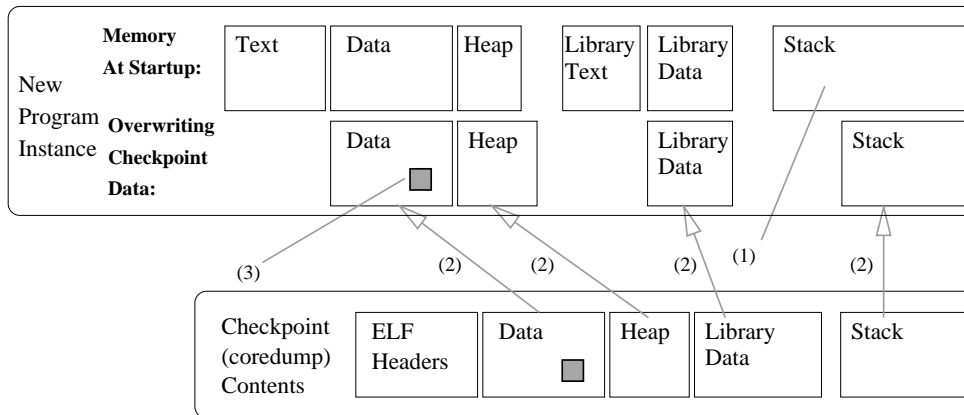 Memory
At Startup:
Text
Data
Heap
Library
Text
Library
Data
Stack
New
Program
Instance
Overwriting
Checkpoint
Data:
Data
Heap
Library
Data
Stack
(3)
(2)
(2)
(2)
(1)
(2)
Checkpoint
(coredump)
Contents
ELF
Headers
Data
Heap
Library
Data
Stack